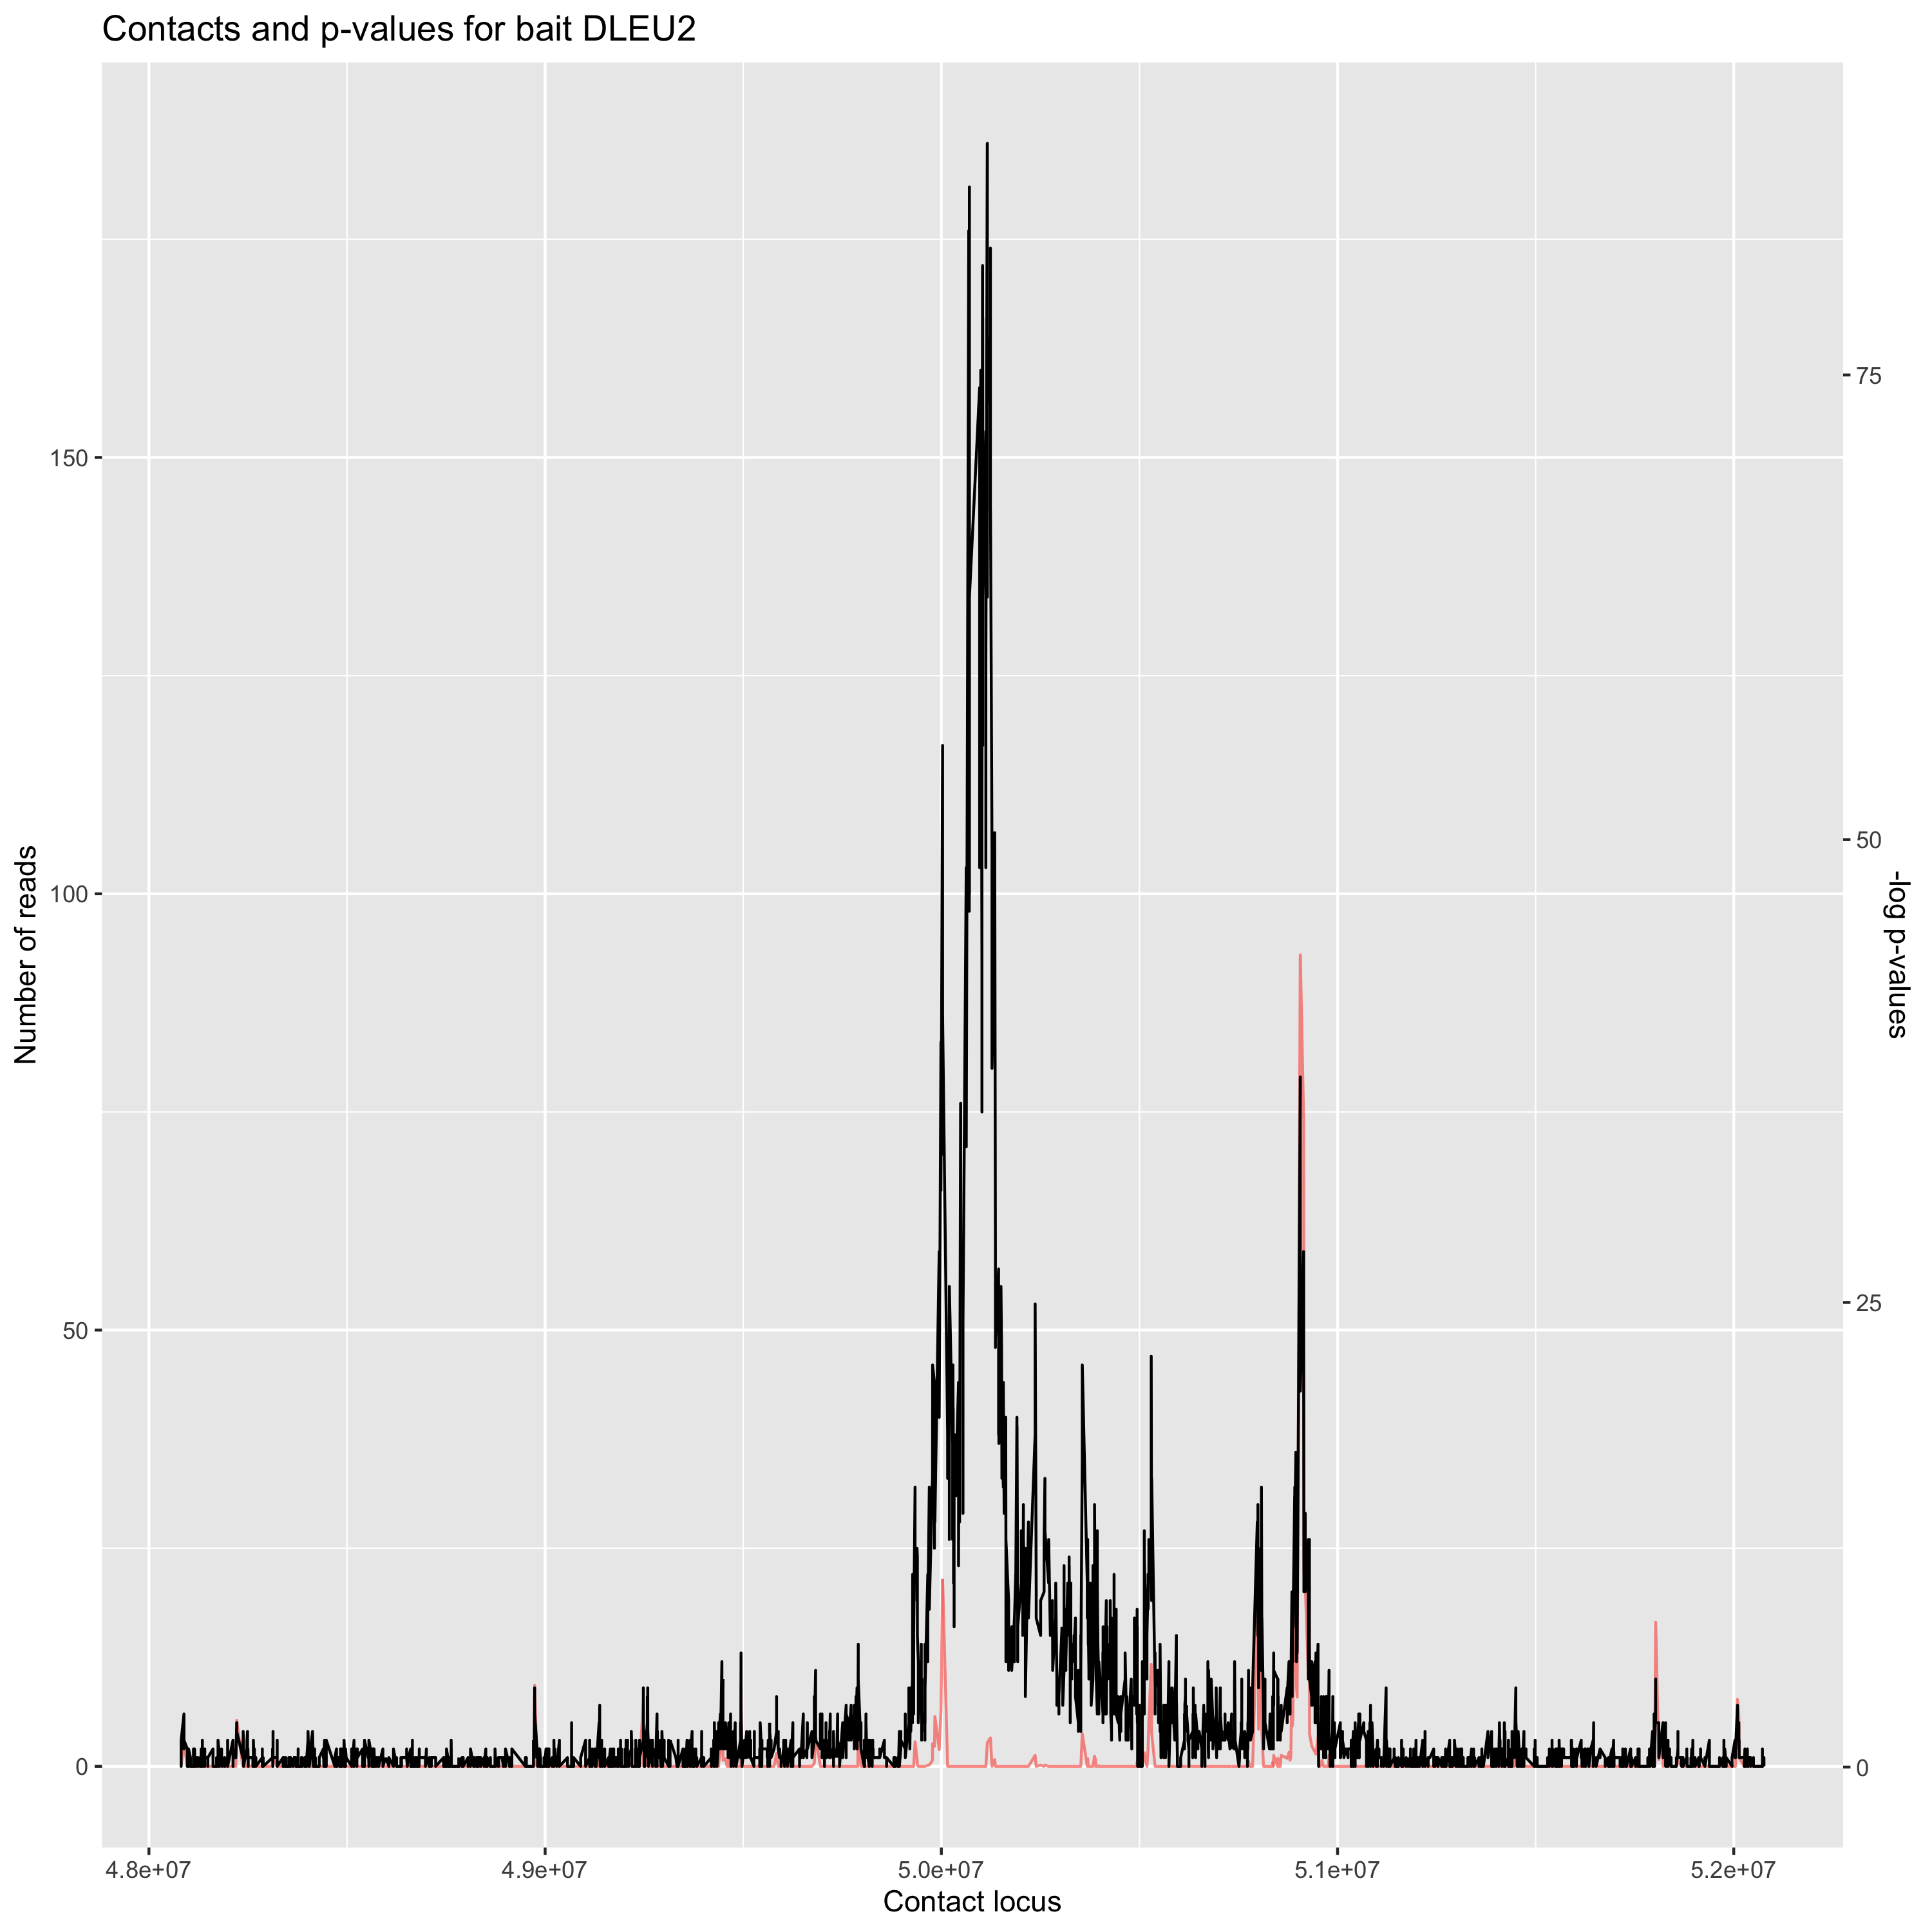 Contacts and p-values for bait DLEU2
Number of reads
150
100
50
0
75
50
25
0
-log p-values
4.8e+07
4.9e+07
5.0e+07
5.1e+07
5.2e+07
Contact locus